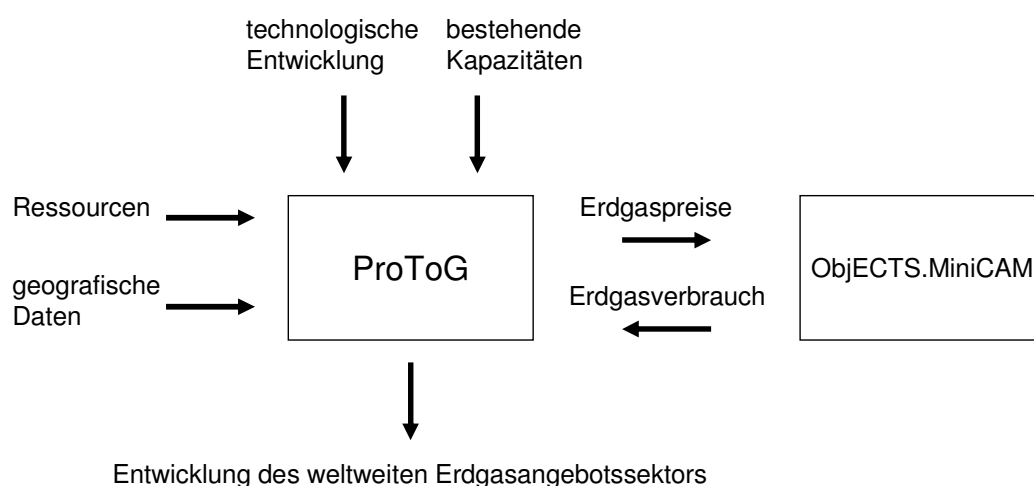 technologische
Entwicklung
bestehende
Kapazitäten
Ressourcen
geografische
Daten
ProToG
Erdgaspreise
Erdgasverbrauch
ObjECTS.MiniCAM
Entwicklung des weltweiten Erdgasangebotssektors